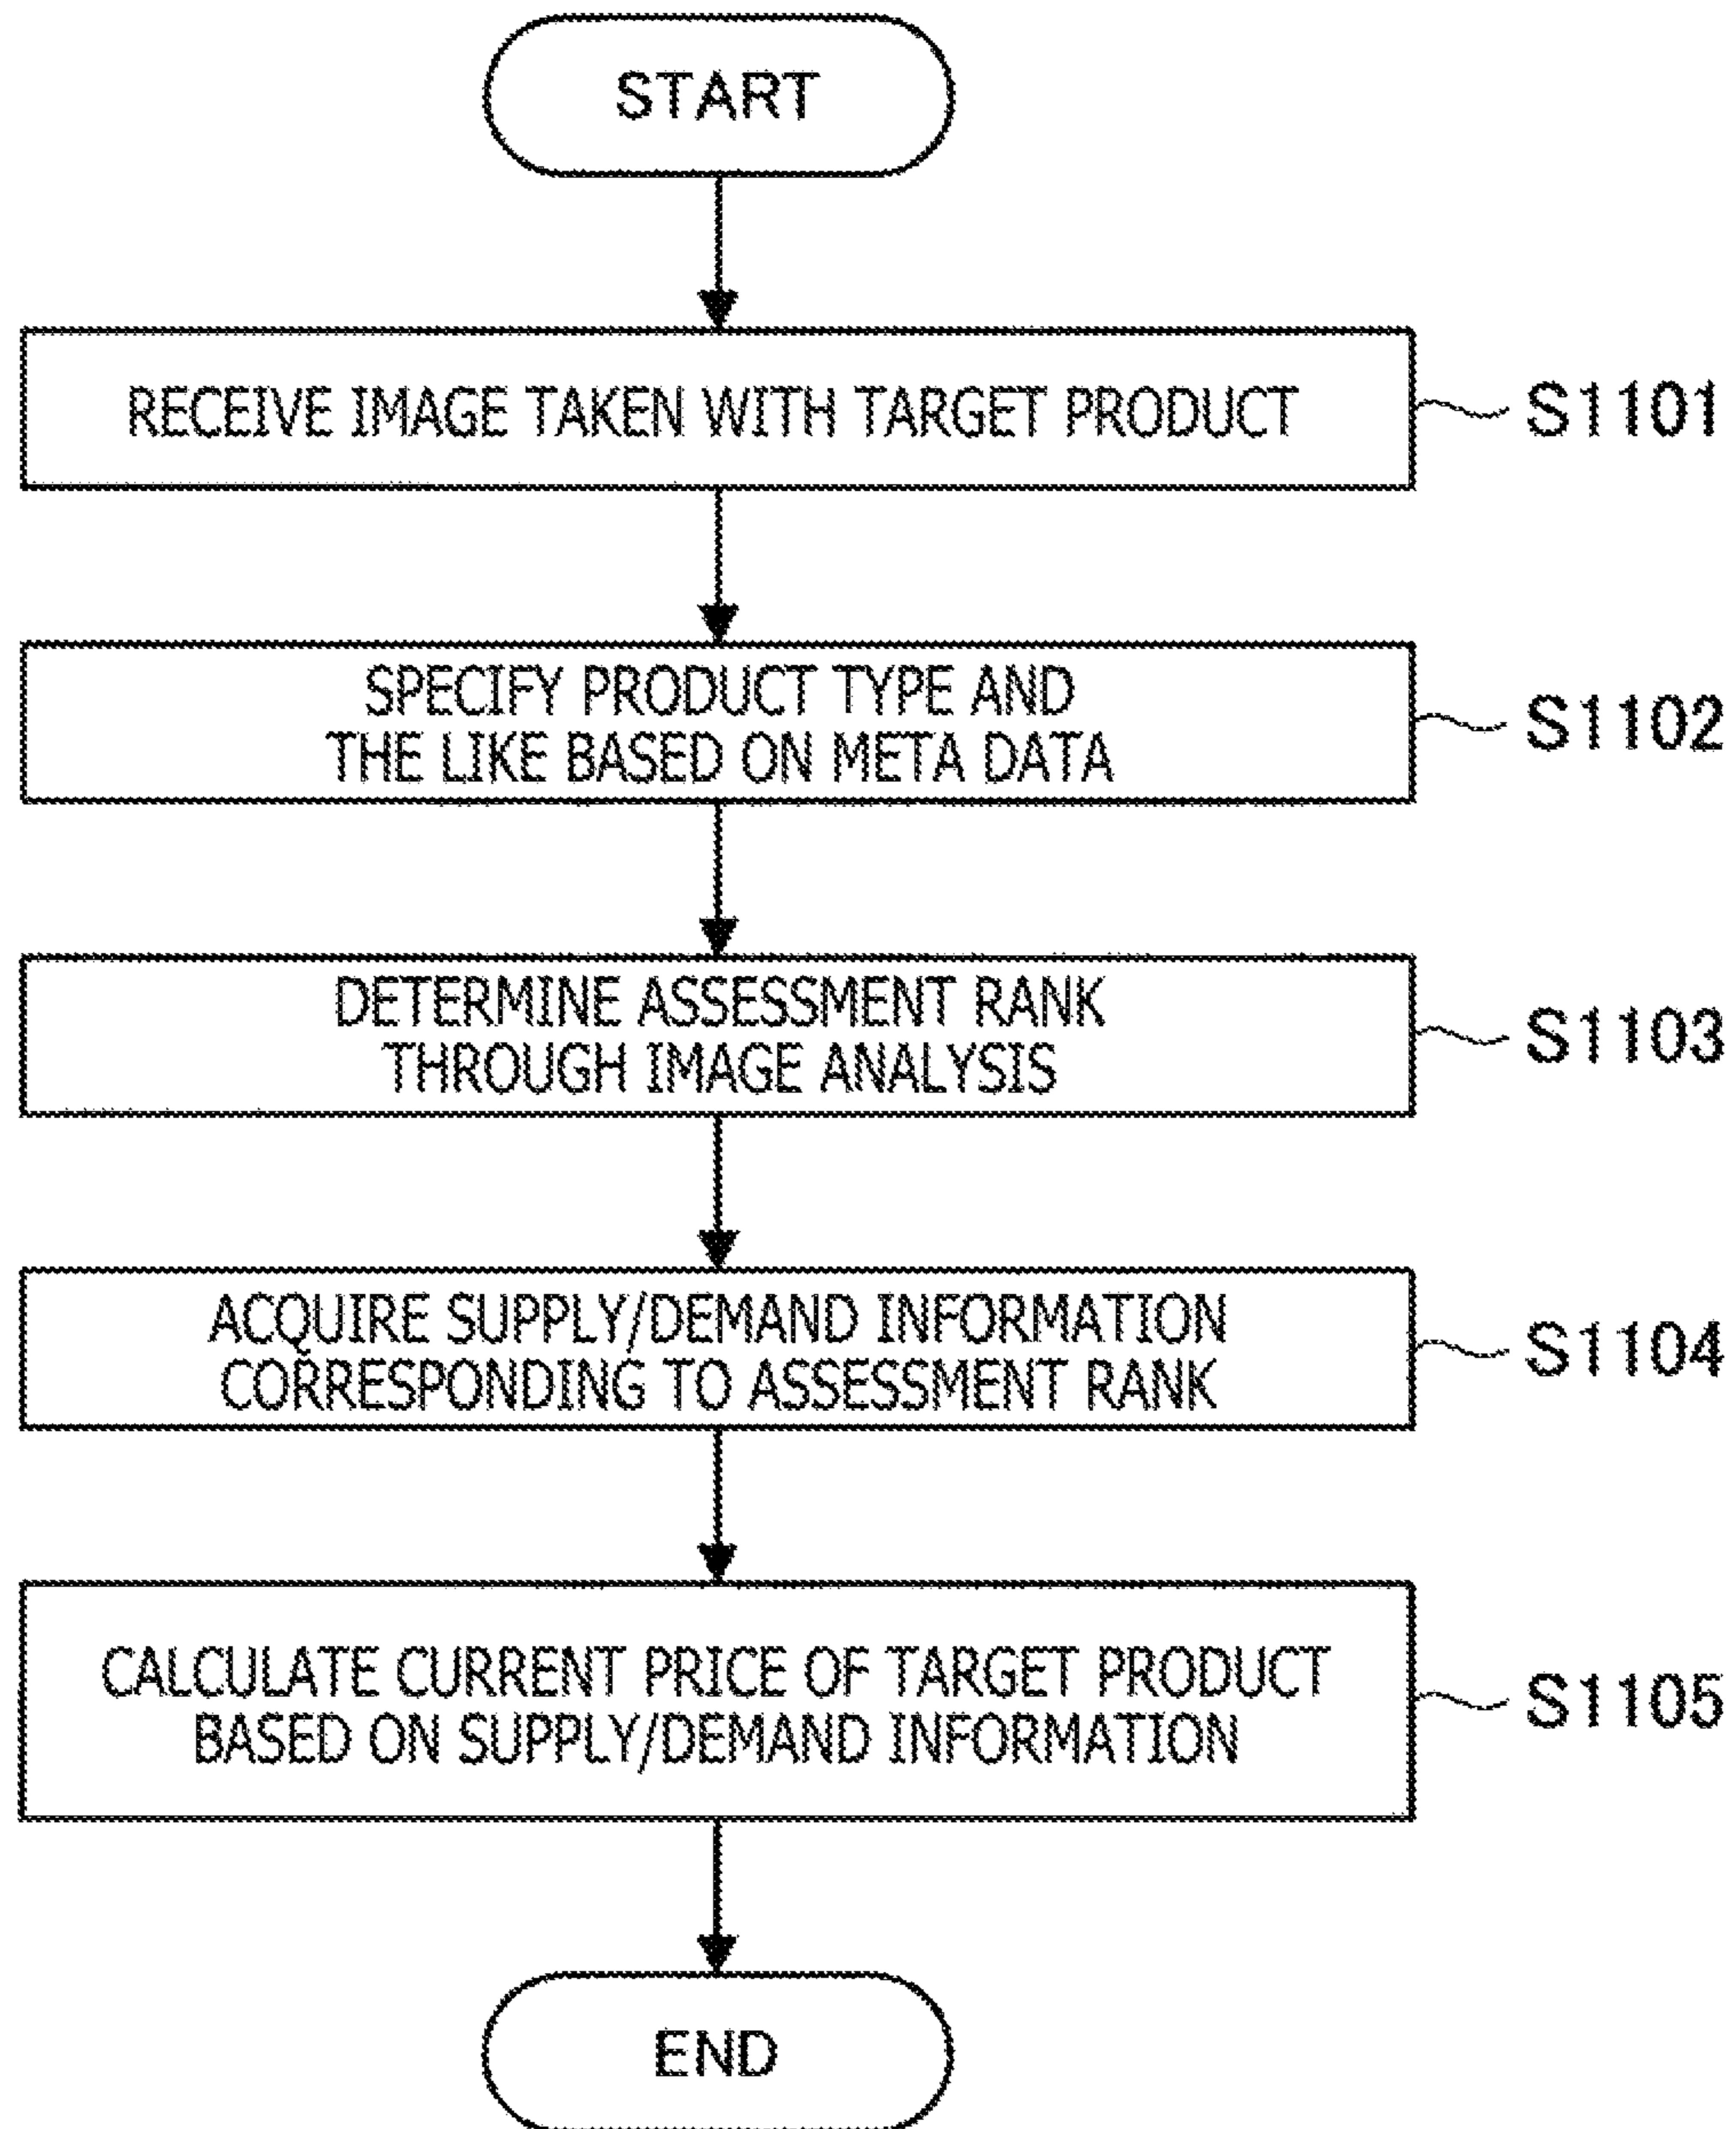 START
RECEIVE IMAGE TAKEN WITH TARGET PRODUCT
S1101
SPECIFY PRODUCT TYPE AND
THE LIKE BASED ON META DATA
S1102
DETERMINE ASSESSMENT RANK
THROUGH IMAGE ANALYSIS
S1103
ACQUIRE SUPPLY/DEMAND INFORMATION
CORRESPONDING TO ASSESSMENT RANK
S1104
CALCULATE CURRENT PRICE OF TARGET PRODUCT
BASED ON SUPPLY/DEMAND INFORMATION
S1105
END